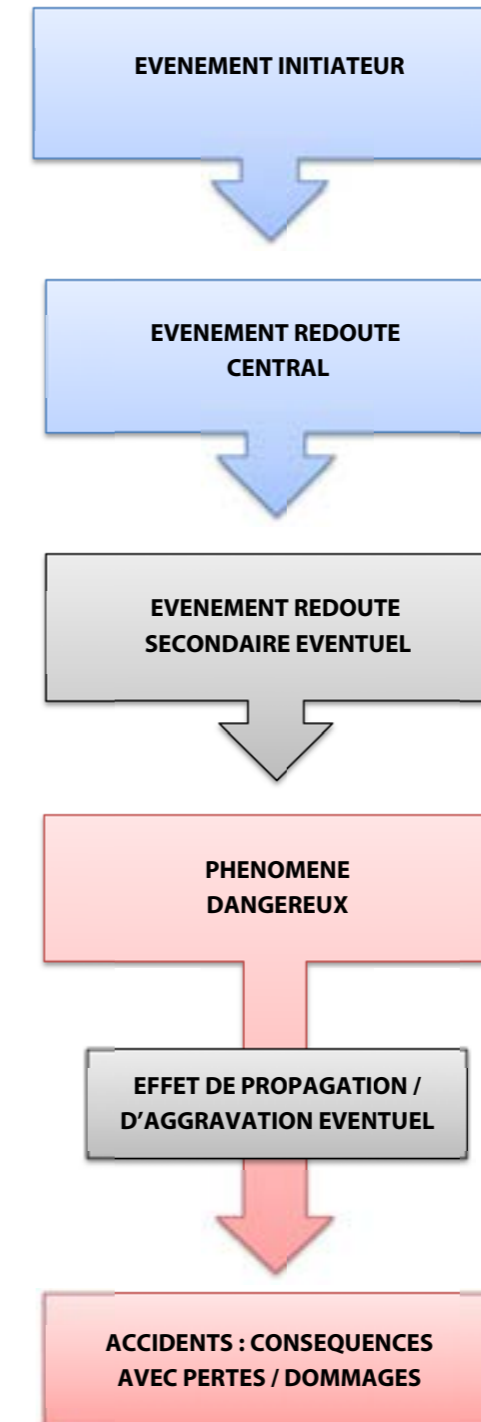 EVENEMENT INITIATEUR
EVENEMENT REDOUTE
CENTRAL
EVENEMENT REDOUTE
SECONDAIRE EVENTUEL
PHENOMENE
DANGEREUX
EFFET DE PROPAGATION /
D’AGGRAVATION EVENTUEL
ACCIDENTS : CONSEQUENCES
AVEC PERTES / DOMMAGES